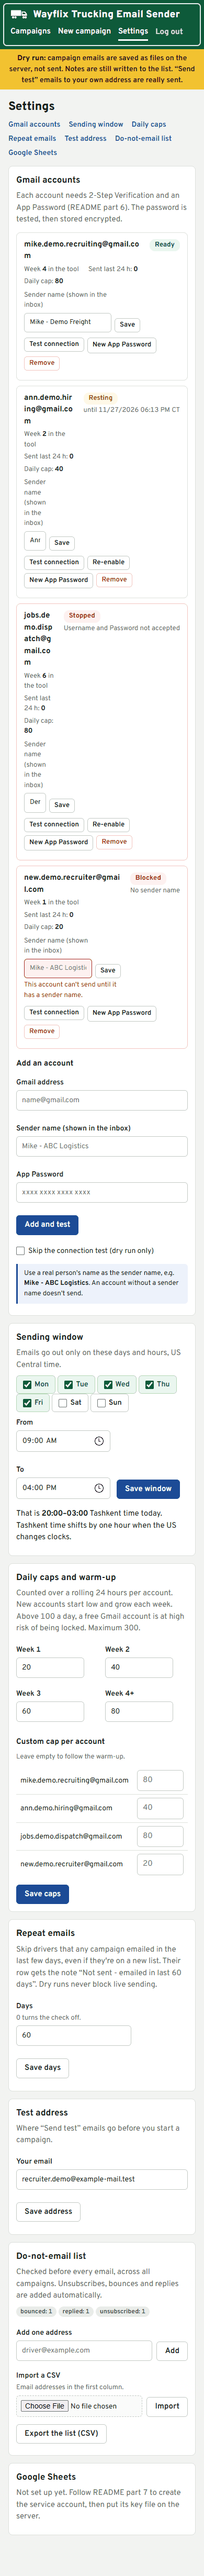 Wayflix Trucking Email Sender
Campaigns New campaign Settings Log out
Dry run: campaign emails are saved as files on the
server, not sent. Notes are still written to the list. “Send
test” emails to your own address are really sent.
Settings
Gmail accounts Sending window Daily caps
Repeat emails Test address Do-not-email list
Google Sheets
Gmail accounts
Each account needs 2-Step Verification and an
App Password (README part 6). The password is
tested, then stored encrypted.
mike.demo.recruiting@gmail.co
m
Ready
Week 4 in the tool Sent last 24 h: 0
Daily cap: 80
Sender name (shown in the
inbox)
Mike - Demo Freight Save
Test connection New App Password
Remove
ann.demo.hir
ing@gmail.co
m
Resting
until 11/27/2026 06:13 PM CT
Week 2 in the
tool
Sent last 24 h: 0
Daily cap: 40
Sender
name
(shown
in the
inbox)
Anr Save
Test connection Re-enable
New App Password Remove
jobs.de
mo.disp
atch@g
mail.co
m
Stopped
Username and Password not accepted
Week 6 in
the tool
Sent last
24 h: 0
Daily cap:
80
Sender
name
(shown
in the
inbox)
Der Save
Test connection Re-enable
New App Password Remove
new.demo.recruiter@gmai
l.com
Blocked
No sender name
Week 1 in the tool
Sent last 24 h: 0
Daily cap: 20
Sender name (shown
in the inbox)
Mike - ABC Logistic Save
This account can't send until it
has a sender name.
Test connection New App Password
Remove
Add an account
Gmail address
name@gmail.com
Sender name (shown in the inbox)
Mike - ABC Logistics
App Password
xxxx xxxx xxxx xxxx
Add and test
Skip the connection test (dry run only)
Use a real person's name as the sender name, e.g.
Mike - ABC Logistics. An account without a sender
name doesn't send.
Sending window
Emails go out only on these days and hours, US
Central time.
Mon Tue Wed Thu
Fri Sat Sun
From
09:00 AM
To
04:00 PM Save window
That is 20:00–03:00 Tashkent time today.
Tashkent time shifts by one hour when the US
changes clocks.
Daily caps and warm-up
Counted over a rolling 24 hours per account.
New accounts start low and grow each week.
Above 100 a day, a free Gmail account is at high
risk of being locked. Maximum 300.
Week 1 Week 2
20 40
Week 3 Week 4+
60 80
Custom cap per account
Leave empty to follow the warm-up.
mike.demo.recruiting@gmail.com 80
ann.demo.hiring@gmail.com 40
jobs.demo.dispatch@gmail.com 80
new.demo.recruiter@gmail.com 20
Save caps
Repeat emails
Skip drivers that any campaign emailed in the
last few days, even if they're on a new list. Their
row gets the note “Not sent - emailed in last 60
days”. Dry runs never block live sending.
Days
0 turns the check off.
60
Save days
Test address
Where “Send test” emails go before you start a
campaign.
Your email
recruiter.demo@example-mail.test
Save address
Do-not-email list
Checked before every email, across all
campaigns. Unsubscribes, bounces and replies
are added automatically.
bounced: 1 replied: 1 unsubscribed: 1
Add one address
driver@example.com Add
Import a CSV
Email addresses in the first column.
Choose File No file chosen Import
Export the list (CSV)
Google Sheets
Not set up yet. Follow README part 7 to create
the service account, then put its key file on the
server.